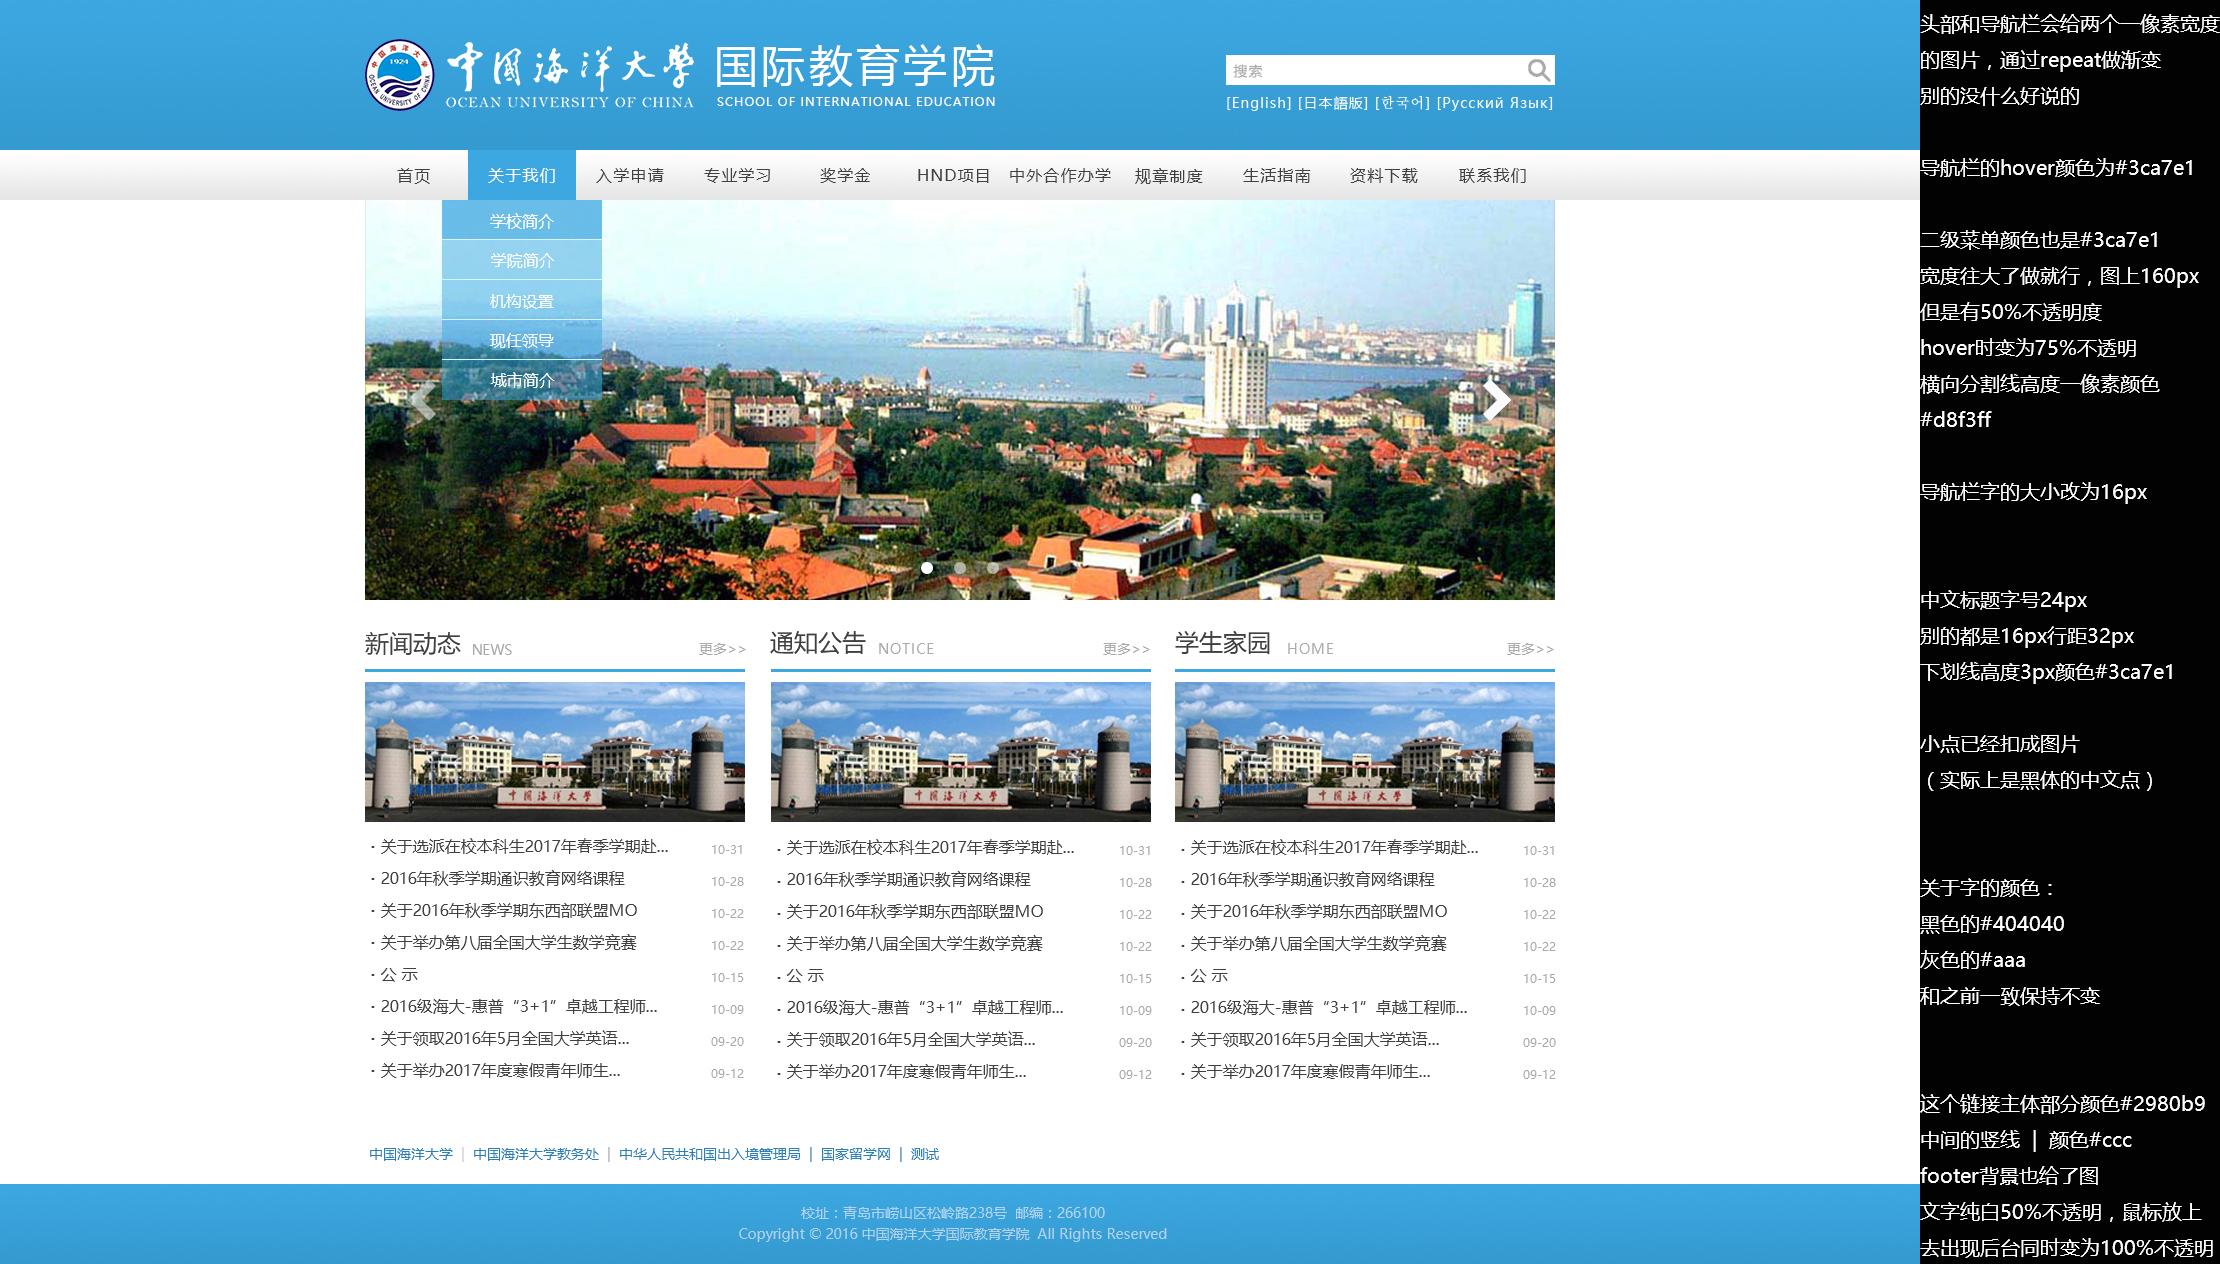 中国海洋大学
OCEAN UNIVERSITY OF CHINA
1924
中國海洋大學
OCEAN UNIVERSITY OF CHINA
国际教育学院
SCHOOL OF INTERNATIONAL EDUCATION
搜索
[English] [日本語版] [한국어] [Русский Язык]
首页 关于我们 入学申请 专业学习 奖学金 HND项目 中外合作办学 规章制度 生活指南 资料下载 联系我们
学校简介
学院简介
机构设置
现任领导
城市简介
新闻动态 NEWS 更多>>
中國海洋大學
·关于选派在校本科生2017年春季学期赴... 10-31
·2016年秋季学期通识教育网络课程 10-28
·关于2016年秋季学期东西部联盟MO 10-22
·关于举办第八届全国大学生数学竞赛 10-22
·公 示 10-15
·2016级海大-惠普“3+1”卓越工程师... 10-09
·关于领取2016年5月全国大学英语... 09-20
·关于举办2017年度寒假青年师生... 09-12
通知公告 NOTICE 更多>>
中國海洋大學
·关于选派在校本科生2017年春季学期赴... 10-31
·2016年秋季学期通识教育网络课程 10-28
·关于2016年秋季学期东西部联盟MO 10-22
·关于举办第八届全国大学生数学竞赛 10-22
·公 示 10-15
·2016级海大-惠普“3+1”卓越工程师... 10-09
·关于领取2016年5月全国大学英语... 09-20
·关于举办2017年度寒假青年师生... 09-12
学生家园 HOME 更多>>
中國海洋大學
·关于选派在校本科生2017年春季学期赴... 10-31
·2016年秋季学期通识教育网络课程 10-28
·关于2016年秋季学期东西部联盟MO 10-22
·关于举办第八届全国大学生数学竞赛 10-22
·公 示 10-15
·2016级海大-惠普“3+1”卓越工程师... 10-09
·关于领取2016年5月全国大学英语... 09-20
·关于举办2017年度寒假青年师生... 09-12
中国海洋大学 | 中国海洋大学教务处 | 中华人民共和国出入境管理局 | 国家留学网 | 测试
校址：青岛市崂山区松岭路238号 邮编：266100
Copyright © 2016 中国海洋大学国际教育学院 All Rights Reserved
头部和导航栏会给两个一像素宽度
的图片，通过repeat做渐变
别的没什么好说的
导航栏的hover颜色为#3ca7e1
二级菜单颜色也是#3ca7e1
宽度往大了做就行，图上160px
但是有50%不透明度
hover时变为75%不透明
横向分割线高度一像素颜色
#d8f3ff
导航栏字的大小改为16px
中文标题字号24px
别的都是16px行距32px
下划线高度3px颜色#3ca7e1
小点已经扣成图片
（实际上是黑体的中文点）
关于字的颜色：
黑色的#404040
灰色的#aaa
和之前一致保持不变
这个链接主体部分颜色#2980b9
中间的竖线 | 颜色#ccc
footer背景也给了图
文字纯白50%不透明，鼠标放上
去出现后台同时变为100%不透明